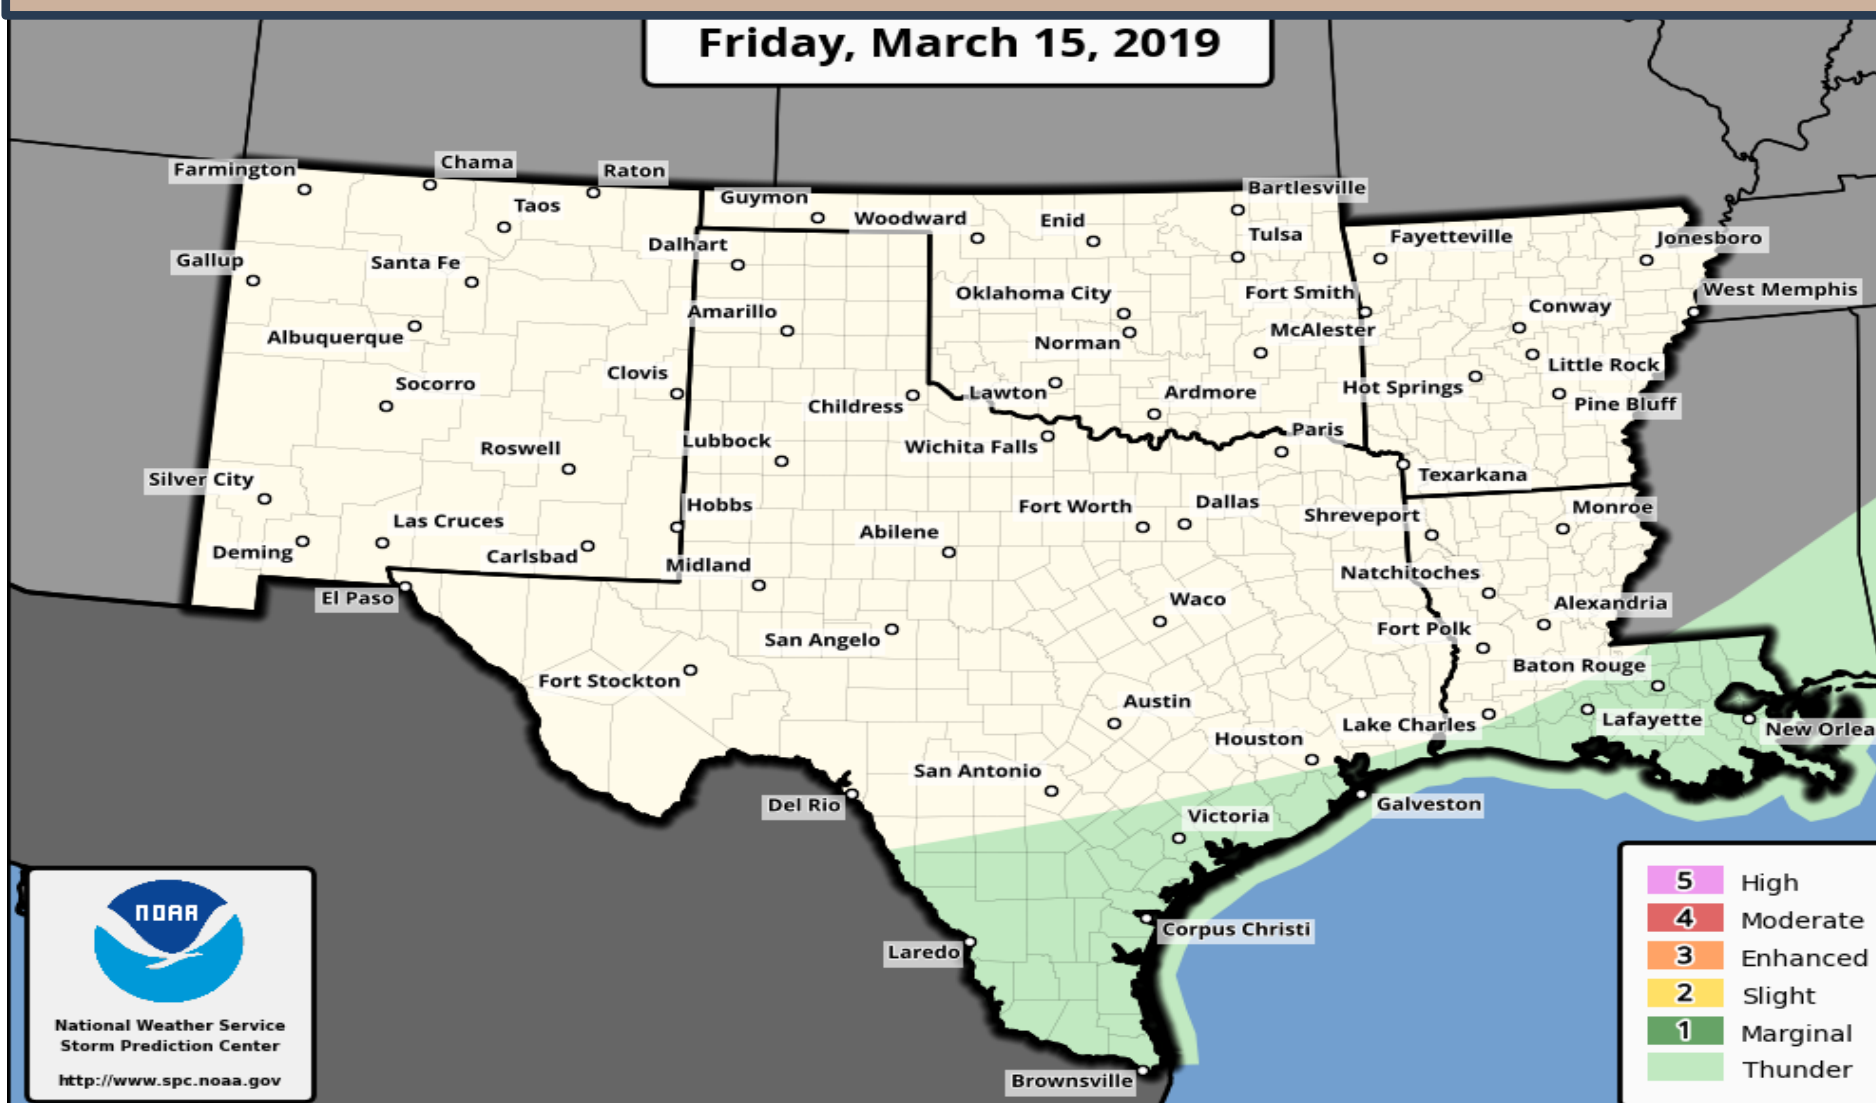 Friday, March 15, 2019
Farmington
Chama
Raton
Taos
Guymon
Woodward
Enid
Bartlesville
Tulsa
Fayetteville
Jonesboro
Gallup
Santa Fe
Dalhart
Oklahoma City
Fort Smith
West Memphis
Albuquerque
Amarillo
Norman
McAlester
Conway
Little Rock
Socorro
Clovis
Childress
Lawton
Ardmore
Hot Springs
Pine Bluff
Roswell
Lubbock
Wichita Falls
Paris
Texarkana
Silver City
Hobbs
Fort Worth
Dallas
Shreveport
Monroe
Deming
Las Cruces
Carlsbad
Midland
Abilene
Natchitoches
El Paso
San Angelo
Waco
Fort Polk
Alexandria
Fort Stockton
Austin
Baton Rouge
Houston
Lake Charles
Lafayette
New Orlea
San Antonio
Del Rio
Victoria
Galveston
Laredo
Corpus Christi
Brownsville
NOAA
National Weather Service
Storm Prediction Center
http://www.spc.noaa.gov
5 High
4 Moderate
3 Enhanced
2 Slight
1 Marginal
Thunder